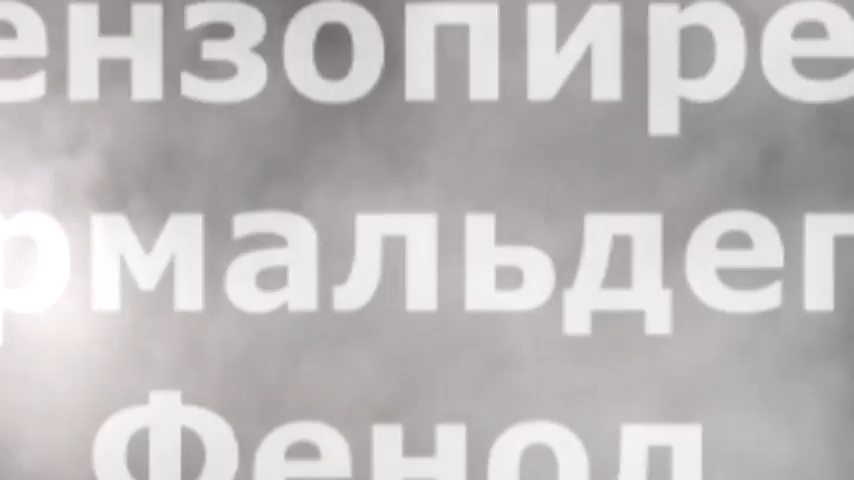 ензопире
рмальдег
Фенол